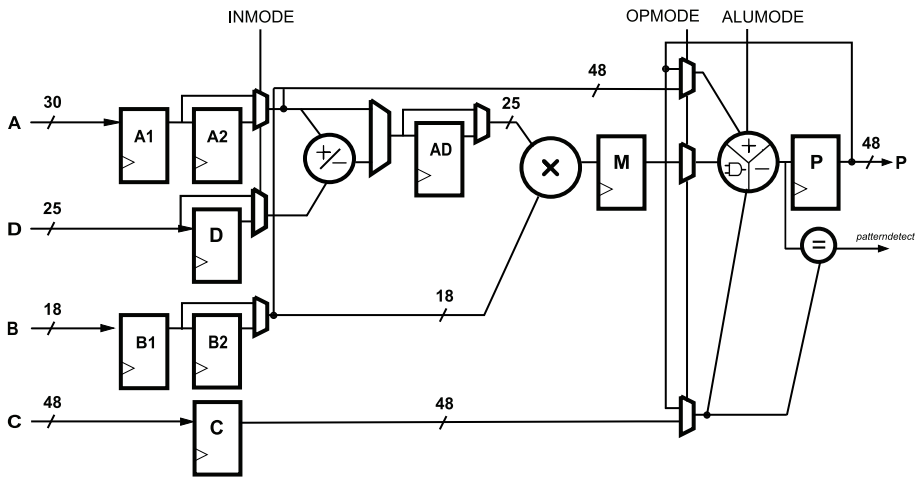 INMODE
OPMODE ALUMODE
48
30
A
A1
A2
25
AD
+
−
+
−
M
P
48
P
25
D
D
=
patterndetect
18
B
B1
B2
18
48
C
C
48